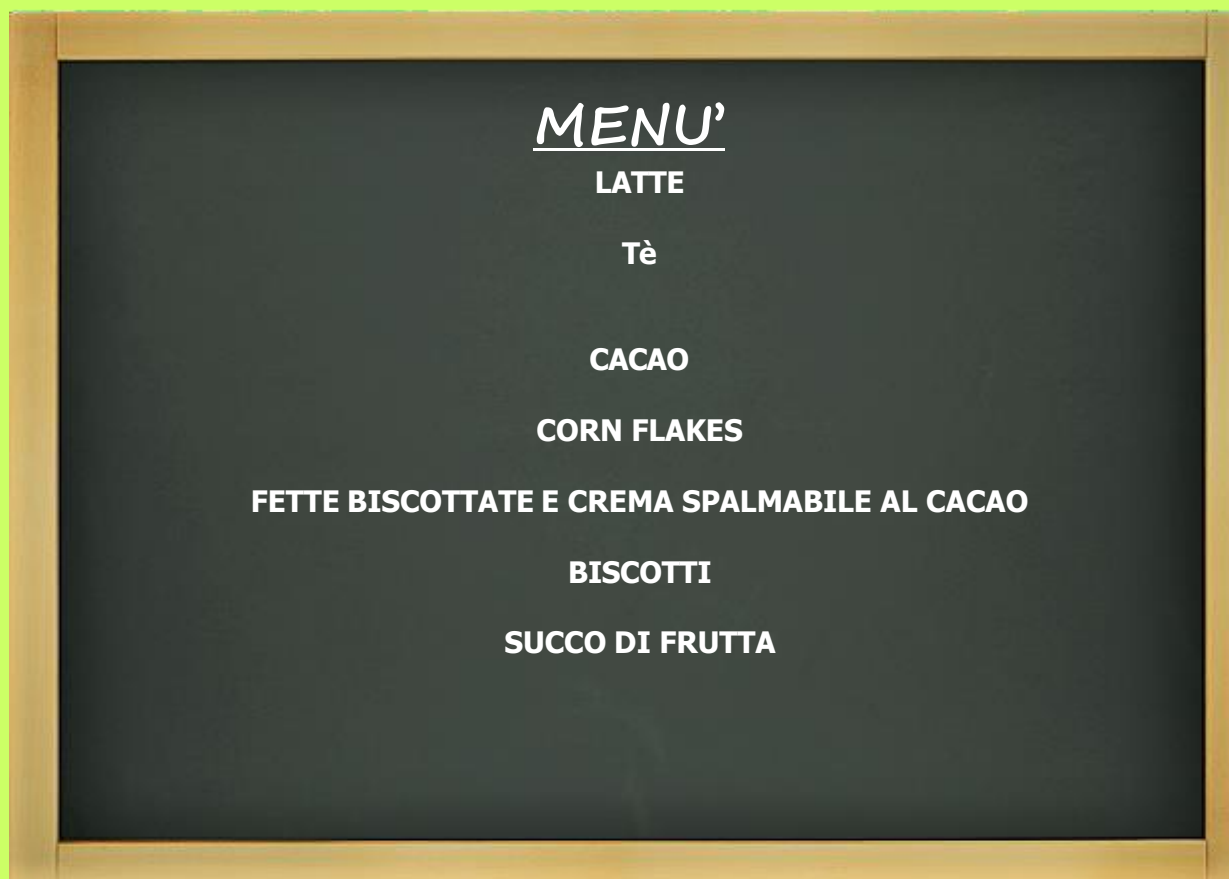 MENU’
LATTE
Tè
CACAO
CORN FLAKES
FETTE BISCOTTATE E CREMA SPALMABILE AL CACAO
BISCOTTI
SUCCO DI FRUTTA